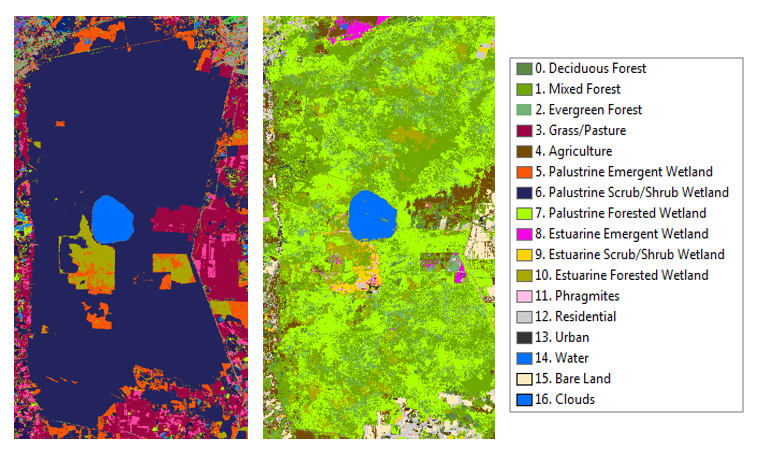 0. Deciduous Forest
1. Mixed Forest
2. Evergreen Forest
3. Grass/Pasture
4. Agriculture
5. Palustrine Emergent Wetland
6. Palustrine Scrub/Shrub Wetland
7. Palustrine Forested Wetland
8. Estuarine Emergent Wetland
9. Estuarine Scrub/Shrub Wetland
10. Estuarine Forested Wetland
11. Phragmites
12. Residential
13. Urban
14. Water
15. Bare Land
16. Clouds